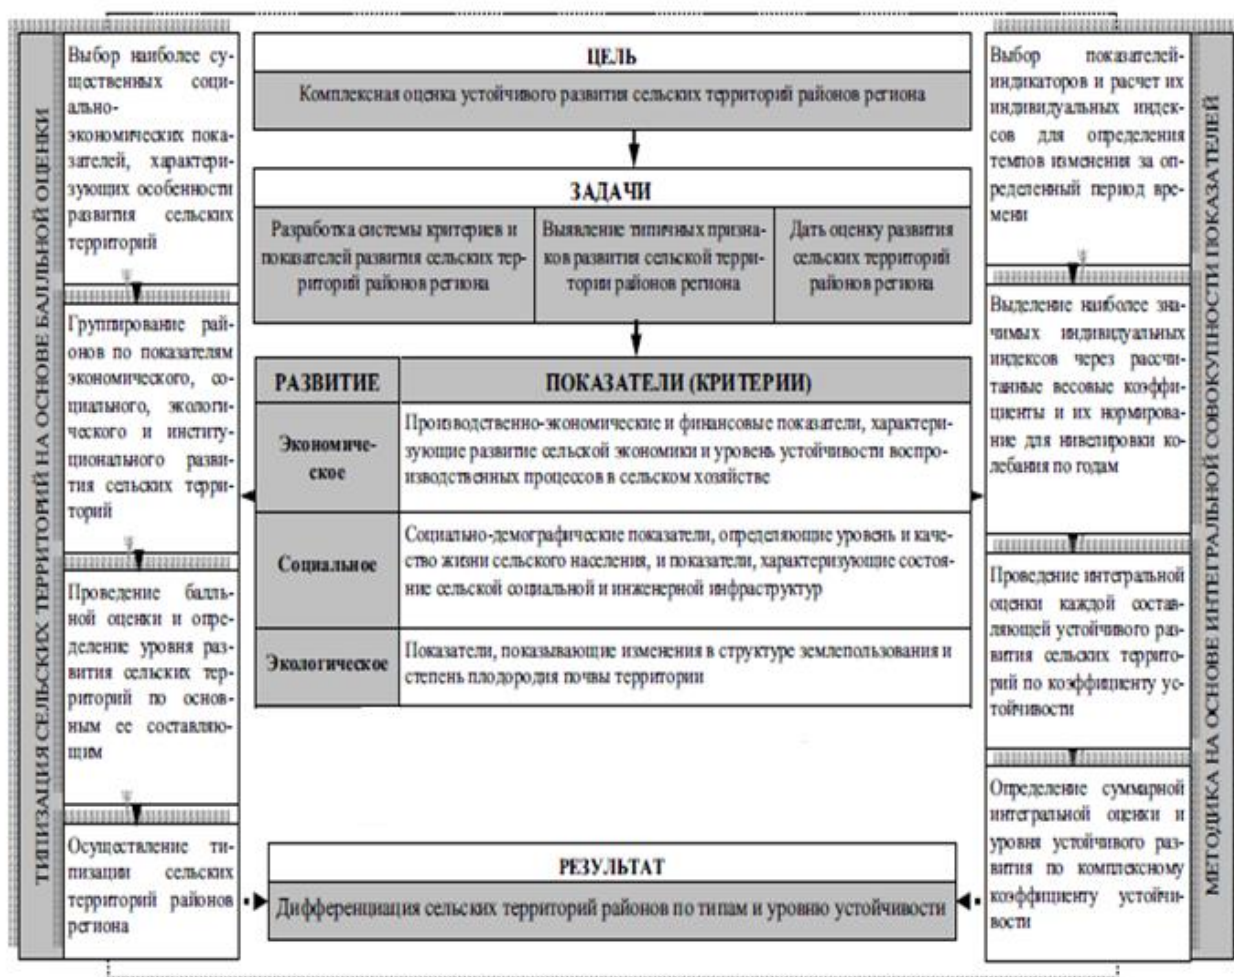 ТИПИЗАЦИЯ СЕЛЬСКИХ ТЕРРИТОРИЙ НА ОСНОВЕ БАЛЛЬНОЙ ОЦЕНКИ
Выбор наиболее су-
щественных соци-
ально-
экономических пока-
зателей, характери-
зующих особенности
развития сельских
территорий
Группирование рай-
онов по показателям
экономического, со-
циального, экологи-
ческого и институ-
ционального разви-
тия сельских террито-
торий
Проведение балль-
ной оценки и опре-
деление уровня раз-
вития сельских тер-
риторий по основ-
ным ее составляю-
щим
Осуществление ти-
пизации сельских
территорий районов
региона
ЦЕЛЬ
Комплексная оценка устойчивого развития сельских территорий районов региона
ЗАДАЧИ
Разработка системы критериев и
показателей развития сельских тер-
риторий районов региона
Выявление типичных призна-
ков развития сельской терри-
тории районов региона
Дать оценку развития
сельских территорий
районов региона
РАЗВИТИЕ
ПОКАЗАТЕЛИ (КРИТЕРИИ)
Экономиче-
ское
Производственно-экономические и финансовые показатели, характери-
зующие развитие сельской экономики и уровень устойчивости воспро-
изводственных процессов в сельском хозяйстве
Социальное
Социально-демографические показатели, определяющие уровень и каче-
ство жизни сельского населения, и показатели, характеризующие состоя-
ние сельской социальной и инженерной инфраструктур
Экологическое
Показатели, показывающие изменения в структуре землепользования и
степень плодородия почвы территории
РЕЗУЛЬТАТ
Дифференциация сельских территорий районов по типам и уровню устойчивости
Выбор показателей-
индикаторов и расчет их
индивидуальных индек-
сов для определения
темпов изменения за оп-
ределенный период вре-
мени
Выделение наиболее зна-
чимых индивидуальных
индексов через рассчи-
танные весовые коэффи-
циенты и их нормирова-
ние для нивелировки ко-
лебания по годам
Проведение интегральной
оценки каждой состав-
ляющей устойчивого раз-
вития сельских террито-
рий по коэффициенту ус-
тойчивости
Определение суммарной
интегральной оценки и
уровня устойчивого раз-
вития по комплексному
коэффициенту устойчи-
вости
МЕТОДИКА НА ОСНОВЕ ИНТЕГРАЛЬНОЙ СОВОКУПНОСТИ ПОКАЗАТЕЛЕЙ